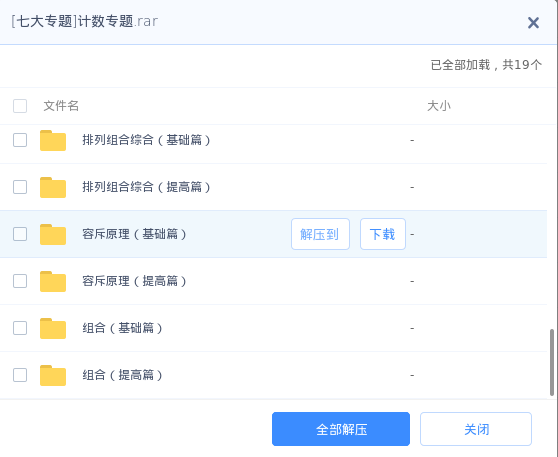 [七大专题]计数专题.rar
已全部加载，共19个
文件名 大小
排列组合综合（基础篇） -
排列组合综合（提高篇） -
容斥原理（基础篇） 解压到 下载 -
容斥原理（提高篇） -
组合（基础篇） -
组合（提高篇） -
全部解压 关闭